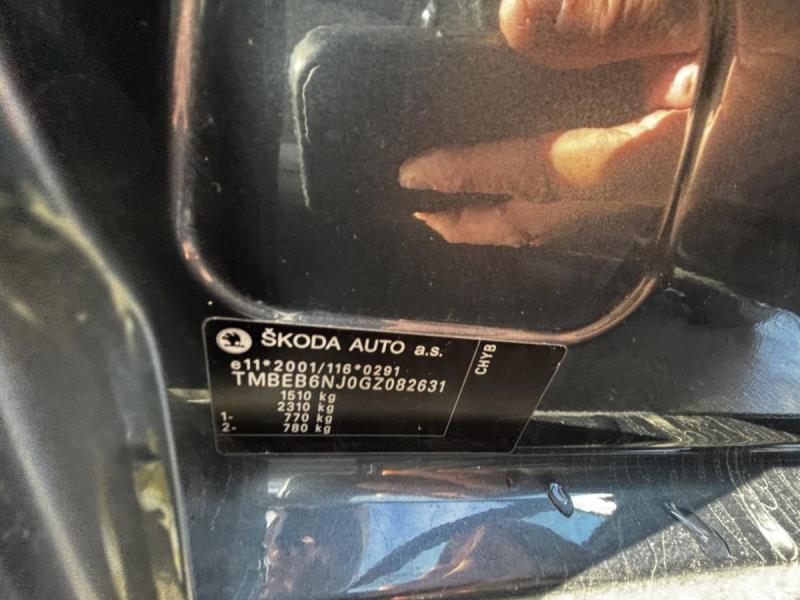 ŠKODA AUTO a.s.
e11*2001/116*0291
TMBEB6NJ0GZ082631
1510 kg
2310 kg
1- 770 kg
2- 780 kg
CHYB